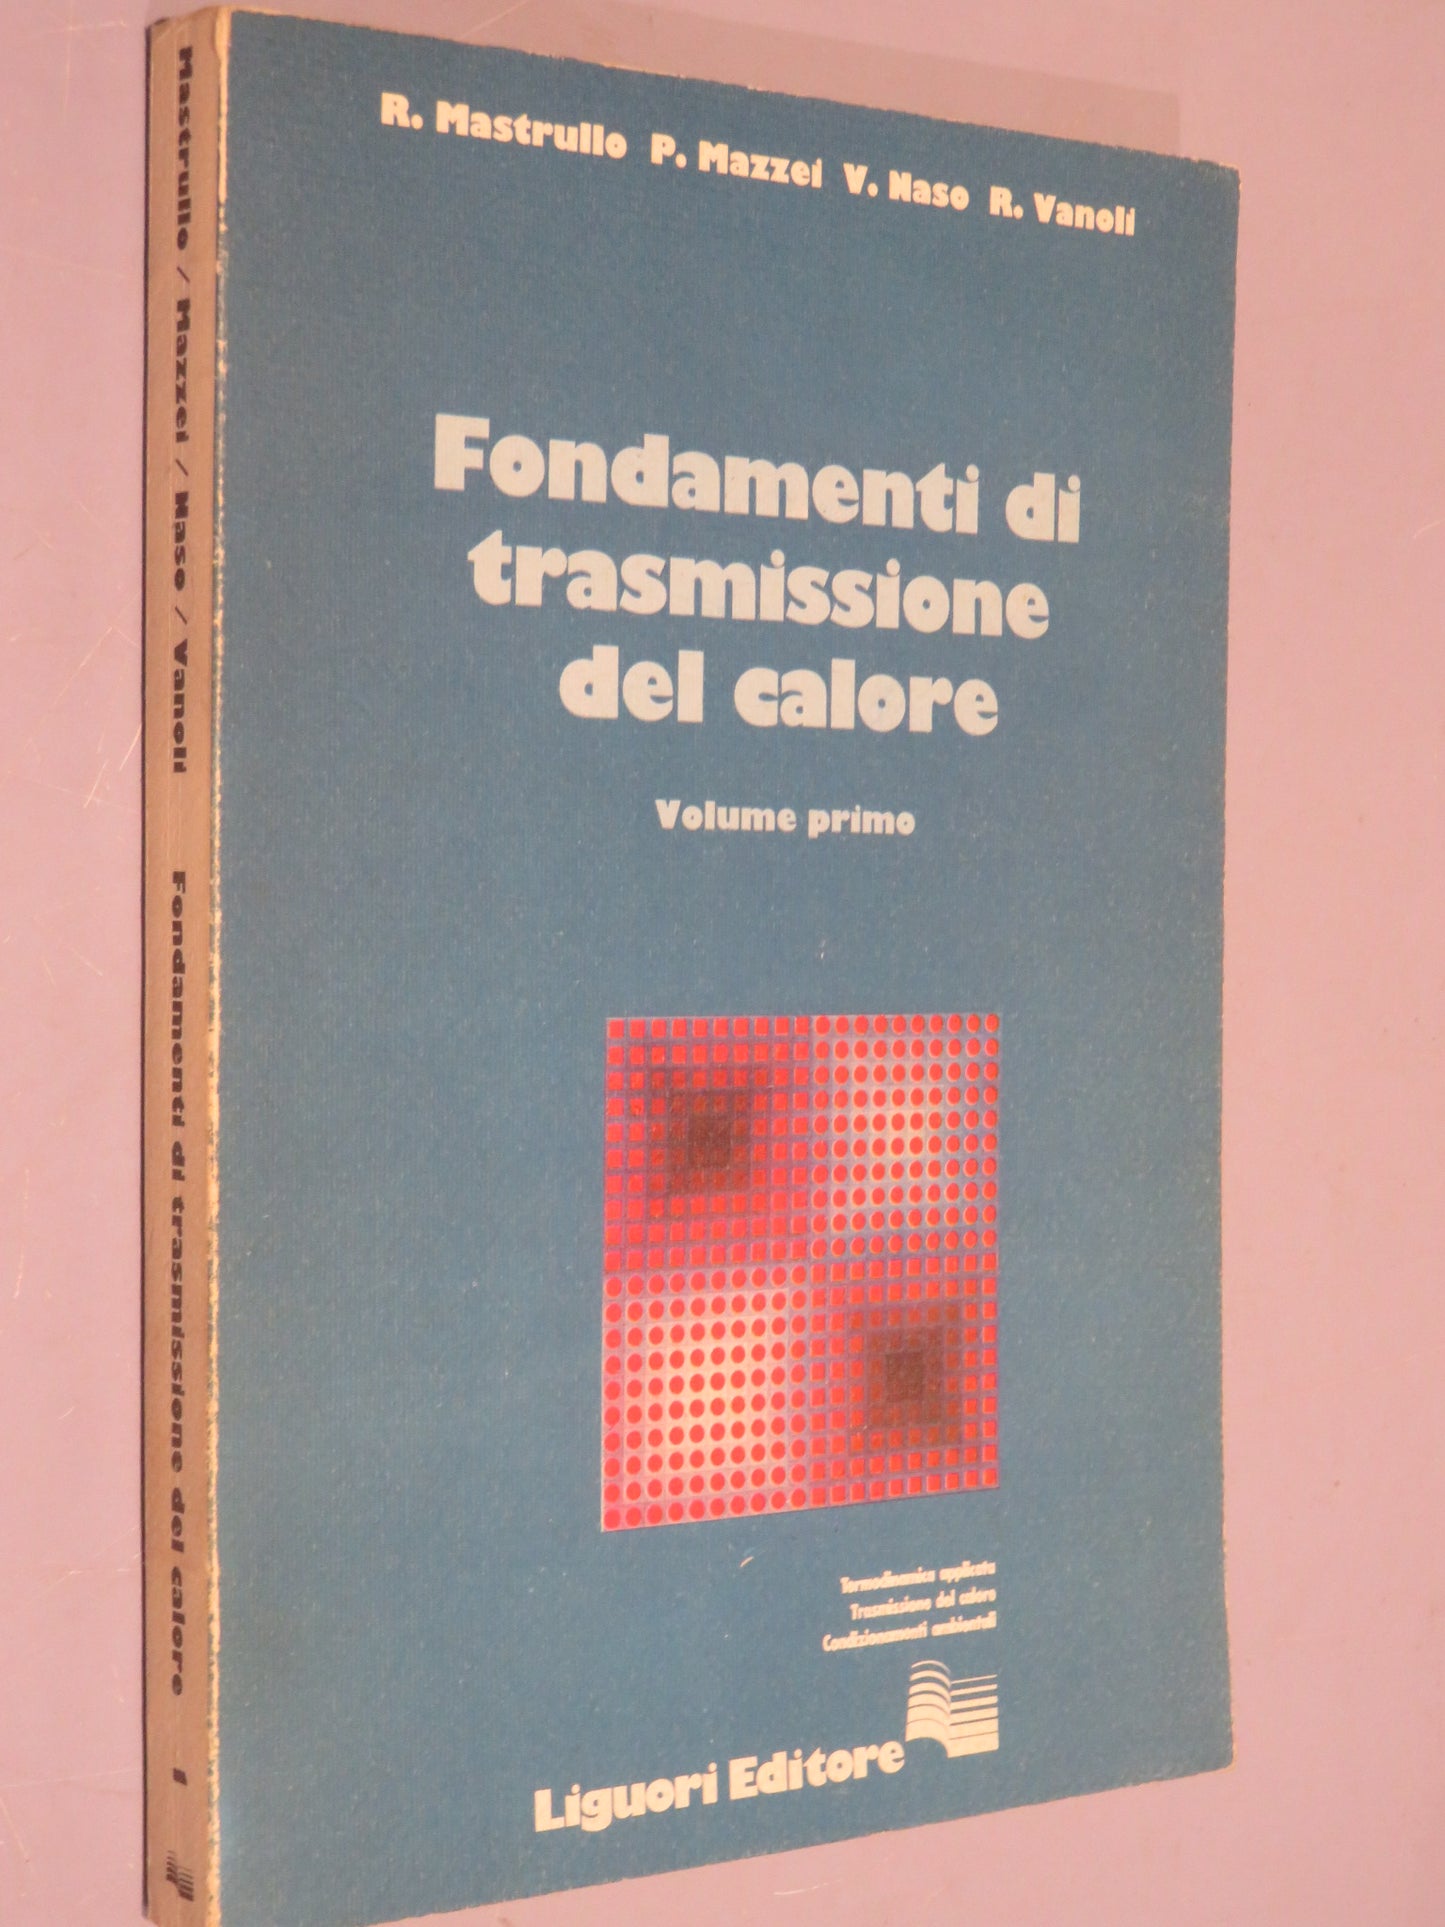 R. Mastrullo P. Mazzei V. Naso R. Vanoli
Fondamenti di
trasmissione
del calore
Volume primo
Termodinamica applicata
Trasmissione del calore
Condizionamenti ambientali
Liguori Editore
Mastrullo / Mazzei / Naso / Vanoli Fondamenti di trasmissione del calore 1